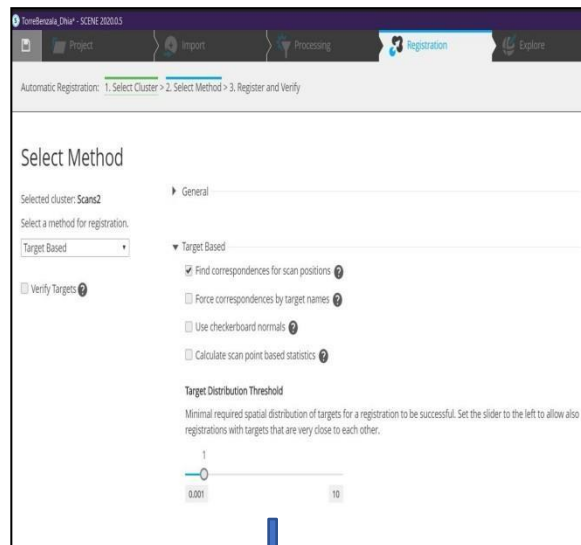 TorreBenzala_Dhia* - SCENE 2020.0.5
Project Import Processing Registration Explore
Automatic Registration: 1. Select Cluster > 2. Select Method > 3. Register and Verify
Select Method
Selected cluster: Scans2
Select a method for registration.
Target Based
Verify Targets ?
General
Target Based
Find correspondences for scan positions ?
Force correspondences by target names ?
Use checkerboard normals ?
Calculate scan point based statistics ?
Target Distribution Threshold
Minimal required spatial distribution of targets for a registration to be successful. Set the slider to the left to allow also
registrations with targets that are very close to each other.
1
0.001 10